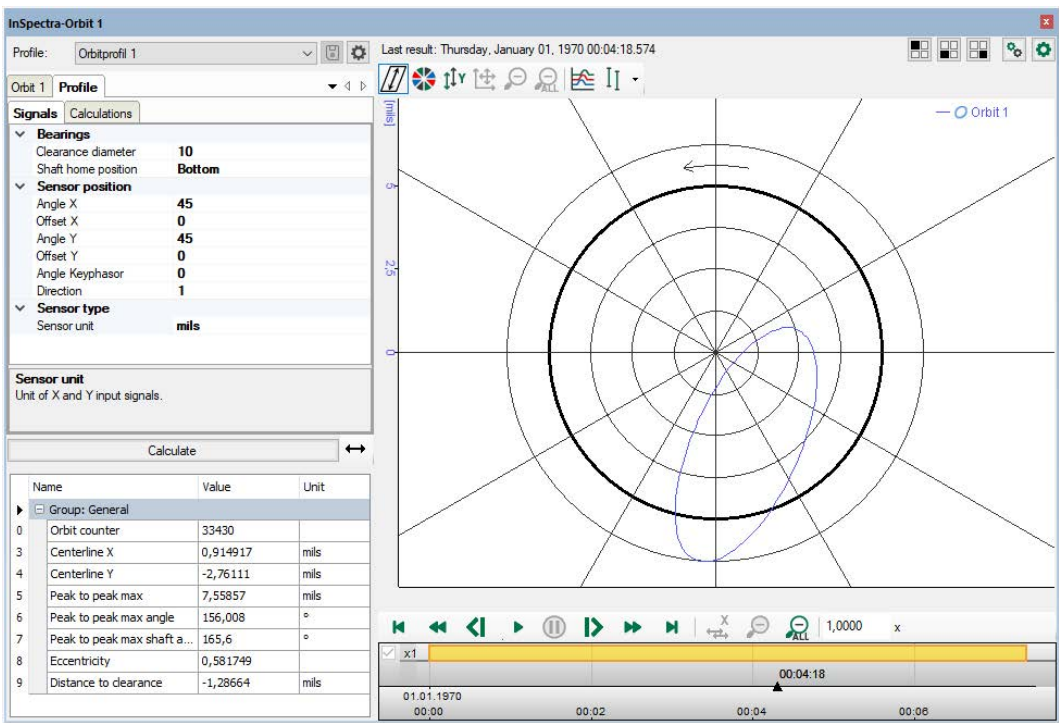 InSpectra-Orbit 1
Profile: Orbitprofil 1
Orbit 1 Profile
Signals Calculations
Bearings
Clearance diameter 10
Shaft home position Bottom
Sensor position
Angle X 45
Offset X 0
Angle Y 45
Offset Y 0
Angle Keyphasor 0
Direction 1
Sensor type
Sensor unit mils
Sensor unit
Unit of X and Y input signals.
Calculate
Name Value Unit
Group: General
0 Orbit counter 33430
3 Centerline X 0,914917 mils
4 Centerline Y -2,76111 mils
5 Peak to peak max 7,55857 mils
6 Peak to peak max angle 156,008 °
7 Peak to peak max shaft a... 165,6 °
8 Eccentricity 0,581749
9 Distance to clearance -1,28664 mils
Last result: Thursday, January 01, 1970 00:04:18.574
Y
ALL
[mils]
Orbit 1
5
2,5
0
X
ALL
1,0000 x
x1
00:04:18
01.01.1970
00:00 00:02 00:04 00:06